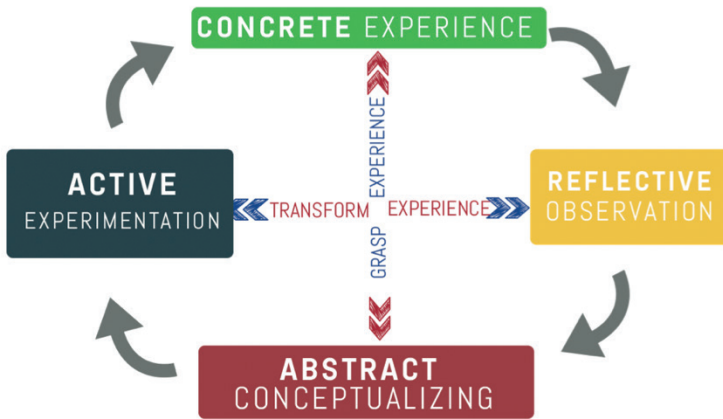 CONCRETE EXPERIENCE
ACTIVE
EXPERIMENTATION
TRANSFORM EXPERIENCE
GRASP EXPERIENCE
REFLECTIVE
OBSERVATION
ABSTRACT
CONCEPTUALIZING